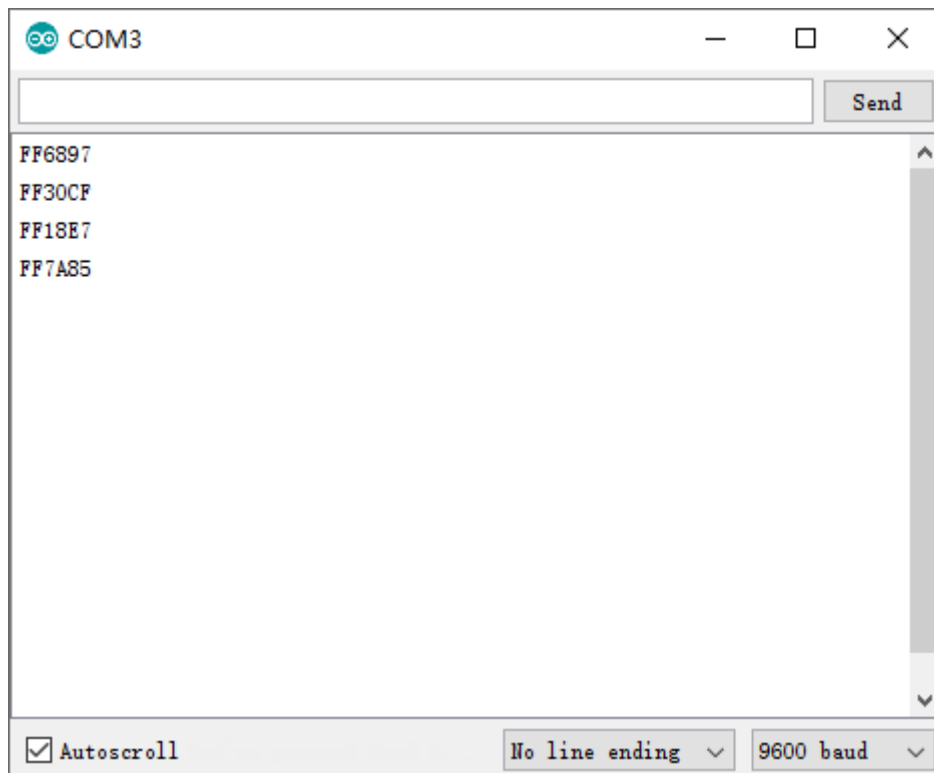 COM3
Send
FF6897
FF30CF
FF18E7
FF7A85
Autoscroll
No line ending
9600 baud